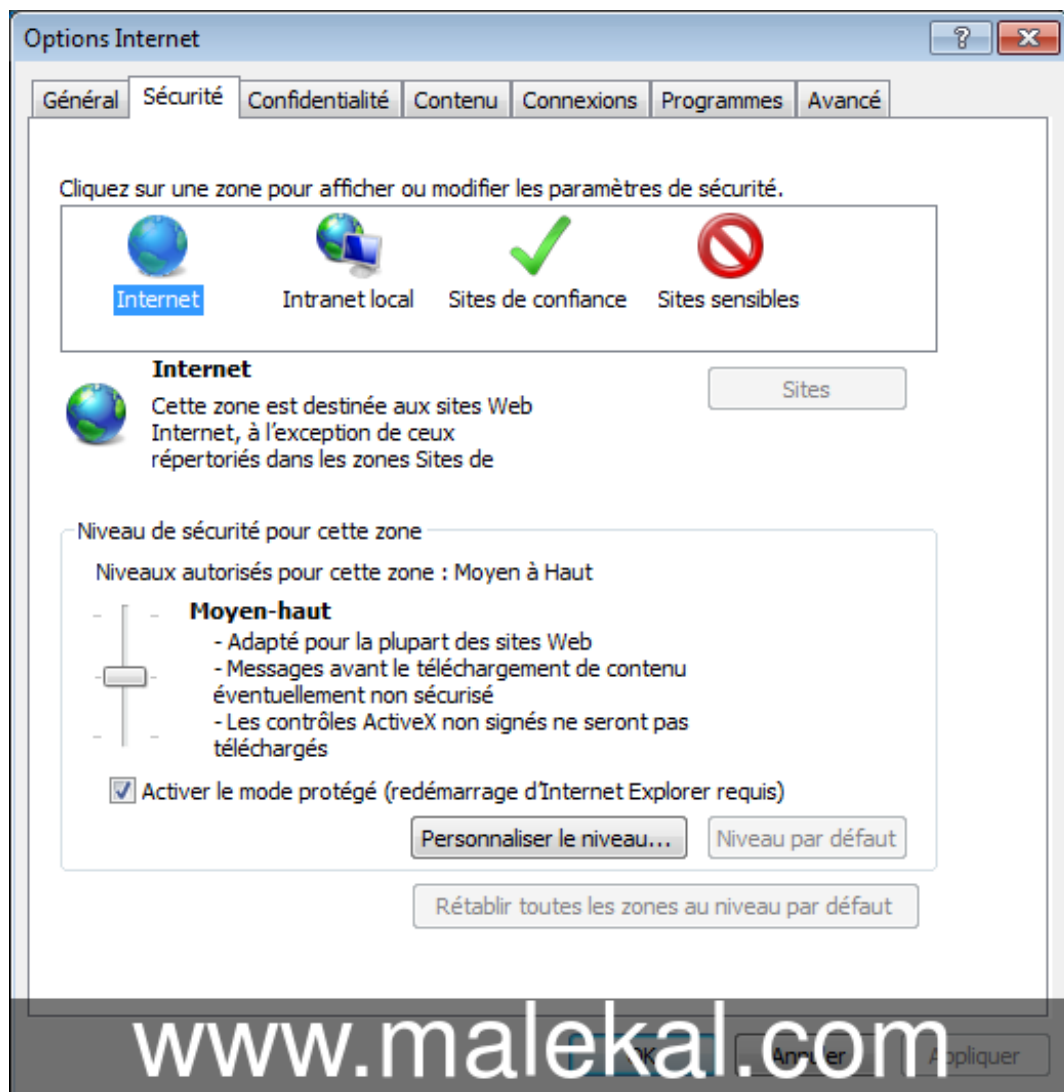 Options Internet
Général Sécurité Confidentialité Contenu Connexions Programmes Avancé
Cliquez sur une zone pour afficher ou modifier les paramètres de sécurité.
Internet Intranet local Sites de confiance Sites sensibles
Internet
Sites
Cette zone est destinée aux sites Web
Internet, à l'exception de ceux
répertoriés dans les zones Sites de
Niveau de sécurité pour cette zone
Niveaux autorisés pour cette zone : Moyen à Haut
Moyen-haut
- Adapté pour la plupart des sites Web
- Messages avant le téléchargement de contenu
éventuellement non sécurisé
- Les contrôles ActiveX non signés ne seront pas
téléchargés
Activer le mode protégé (redémarrage d'Internet Explorer requis)
Personnaliser le niveau... Niveau par défaut
Rétablir toutes les zones au niveau par défaut
www.malekal.com
OK Annuler Appliquer